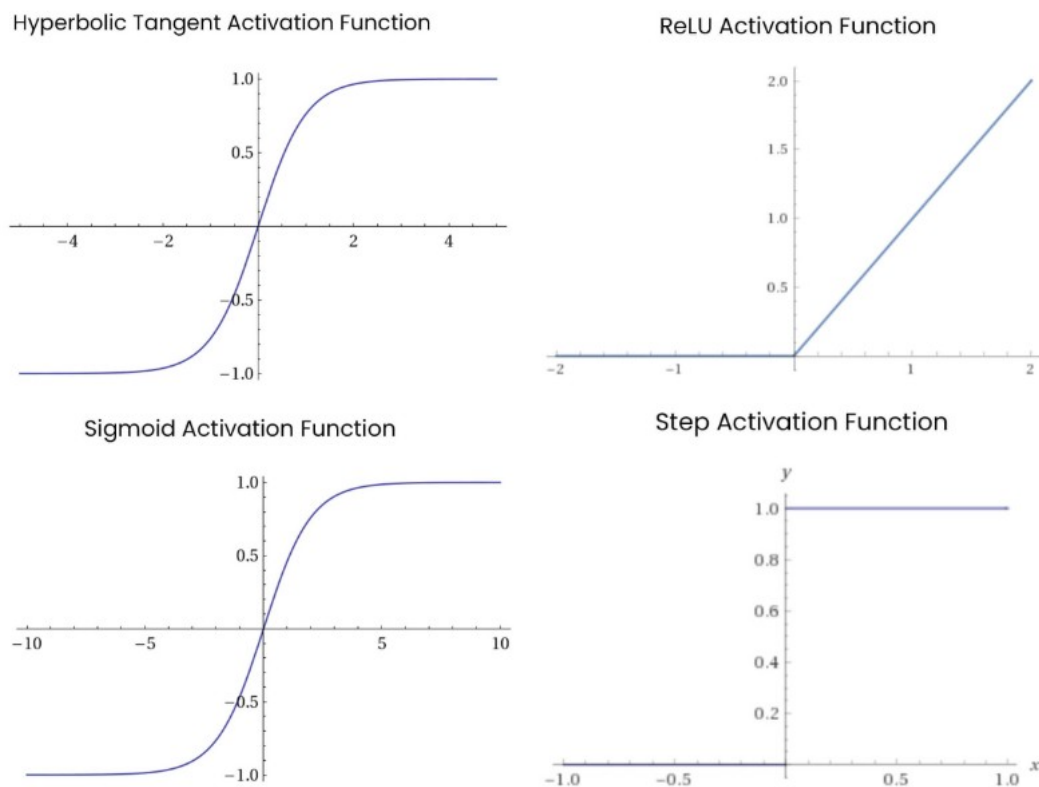 Hyperbolic Tangent Activation Function
1.0
0.5
−4 −2 2 4
−0.5
−1.0
ReLU Activation Function
2.0
1.5
1.0
0.5
−2 −1 1 2
Sigmoid Activation Function
1.0
0.5
−10 −5 5 10
−0.5
−1.0
Step Activation Function
y
1.0
0.8
0.6
0.4
0.2
x
−1.0 −0.5 0.5 1.0